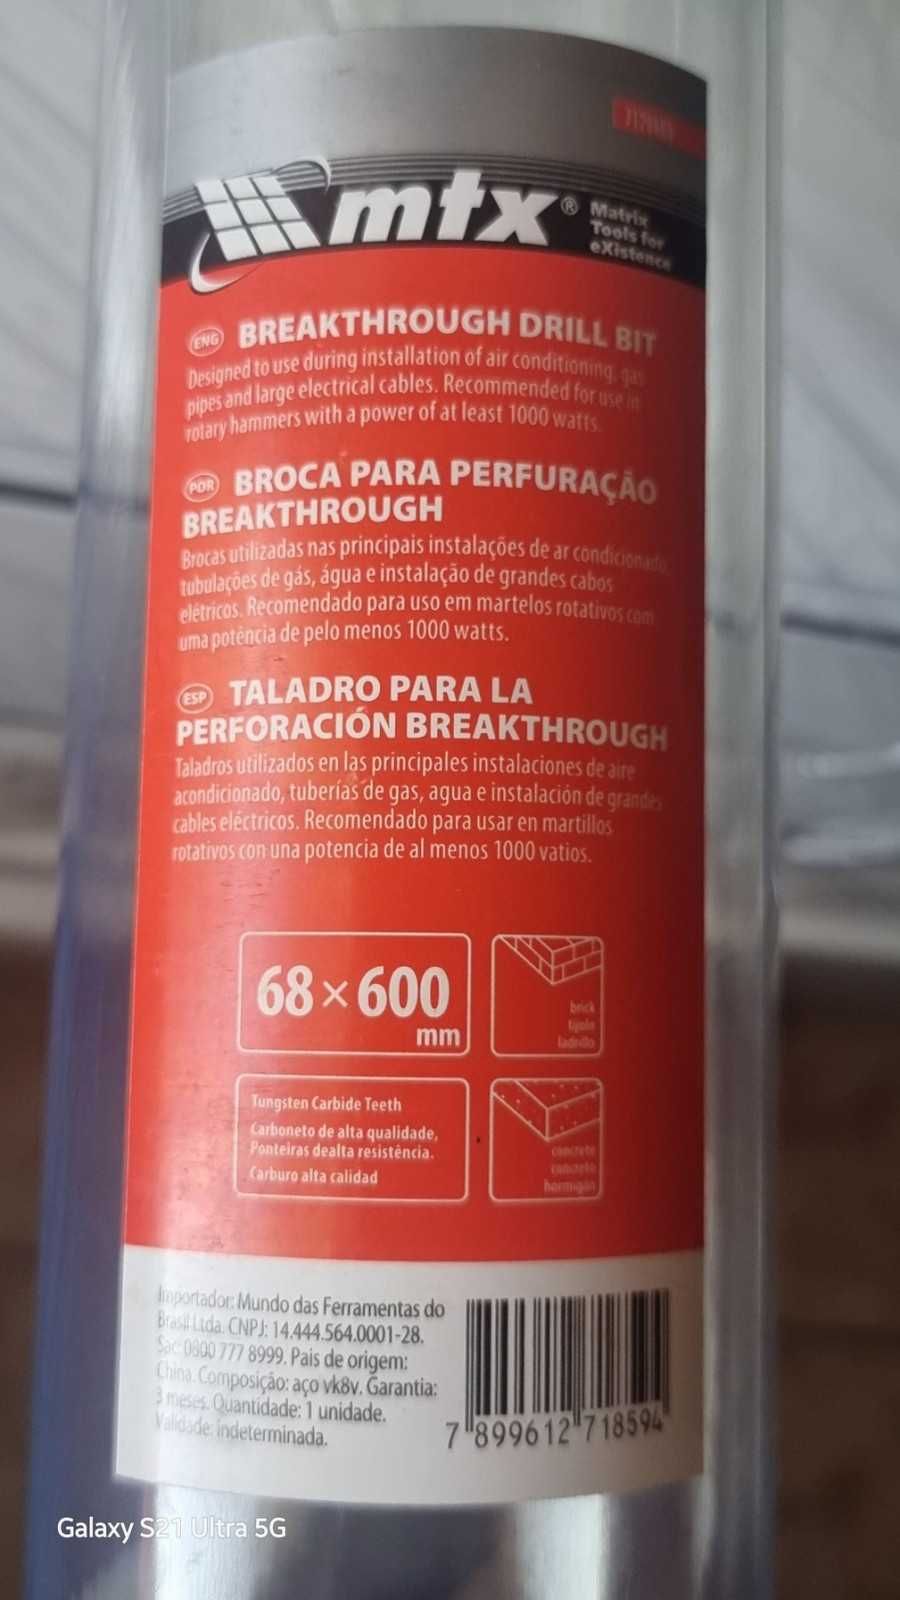 mtx®
Matrix
Tools for
eXistence
ENG BREAKTHROUGH DRILL BIT
Designed to use during installation of air conditioning, gas
pipes and large electrical cables. Recommended for use in
rotary hammers with a power of at least 1000 watts.
POR BROCA PARA PERFURAÇÃO
BREAKTHROUGH
Brocas utilizadas nas principais instalações de ar condicionado,
tubulações de gás, água e instalação de grandes cabos
elétricos. Recomendado para uso em martelos rotativos com
uma potência de pelo menos 1000 watts.
ESP TALADRO PARA LA
PERFORACIÓN BREAKTHROUGH
Taladros utilizados en las principales instalaciones de aire
acondicionado, tuberías de gas, agua e instalación de grandes
cables eléctricos. Recomendado para usar en martillos
rotativos con una potencia de al menos 1000 vatios.
68 × 600
mm
brick
tijolo
ladrillo
Tungsten Carbide Teeth
Carboneto de alta qualidade,
Ponteiras dealta resistência.
Carburo alta calidad
concrete
concreto
hormigón
Importador: Mundo das Ferramentas do
Brasil Ltda. CNPJ: 14.444.564.0001-28.
Sac: 0800 777 8999. Pais de origem:
China. Composição: aço vk8v. Garantia:
3 meses. Quantidade: 1 unidade.
Validade: indeterminada.
7 899612 718594
Galaxy S21 Ultra 5G